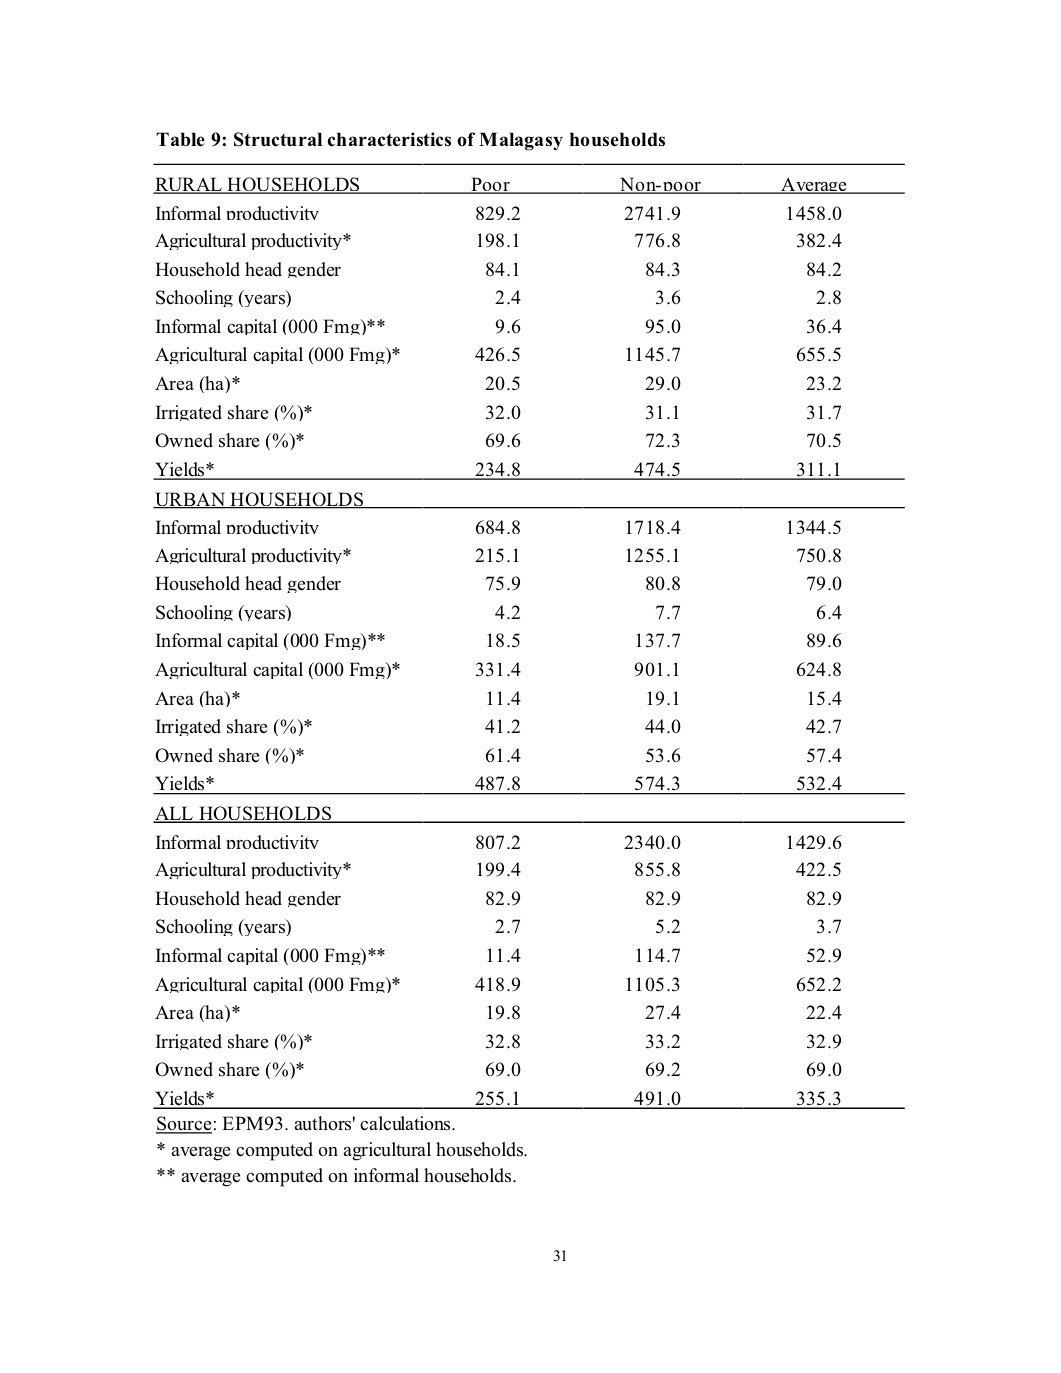 Table 9: Structural characteristics of Malagasy households
RURAL HOUSEHOLDS Poor Non-poor Average
Informal productivity 829.2 2741.9 1458.0
Agricultural productivity* 198.1 776.8 382.4
Household head gender 84.1 84.3 84.2
Schooling (years) 2.4 3.6 2.8
Informal capital (000 Fmg)** 9.6 95.0 36.4
Agricultural capital (000 Fmg)* 426.5 1145.7 655.5
Area (ha)* 20.5 29.0 23.2
Irrigated share (%)* 32.0 31.1 31.7
Owned share (%)* 69.6 72.3 70.5
Yields* 234.8 474.5 311.1
URBAN HOUSEHOLDS
Informal productivity 684.8 1718.4 1344.5
Agricultural productivity* 215.1 1255.1 750.8
Household head gender 75.9 80.8 79.0
Schooling (years) 4.2 7.7 6.4
Informal capital (000 Fmg)** 18.5 137.7 89.6
Agricultural capital (000 Fmg)* 331.4 901.1 624.8
Area (ha)* 11.4 19.1 15.4
Irrigated share (%)* 41.2 44.0 42.7
Owned share (%)* 61.4 53.6 57.4
Yields* 487.8 574.3 532.4
ALL HOUSEHOLDS
Informal productivity 807.2 2340.0 1429.6
Agricultural productivity* 199.4 855.8 422.5
Household head gender 82.9 82.9 82.9
Schooling (years) 2.7 5.2 3.7
Informal capital (000 Fmg)** 11.4 114.7 52.9
Agricultural capital (000 Fmg)* 418.9 1105.3 652.2
Area (ha)* 19.8 27.4 22.4
Irrigated share (%)* 32.8 33.2 32.9
Owned share (%)* 69.0 69.2 69.0
Yields* 255.1 491.0 335.3
Source: EPM93. authors' calculations.
* average computed on agricultural households.
** average computed on informal households.
31